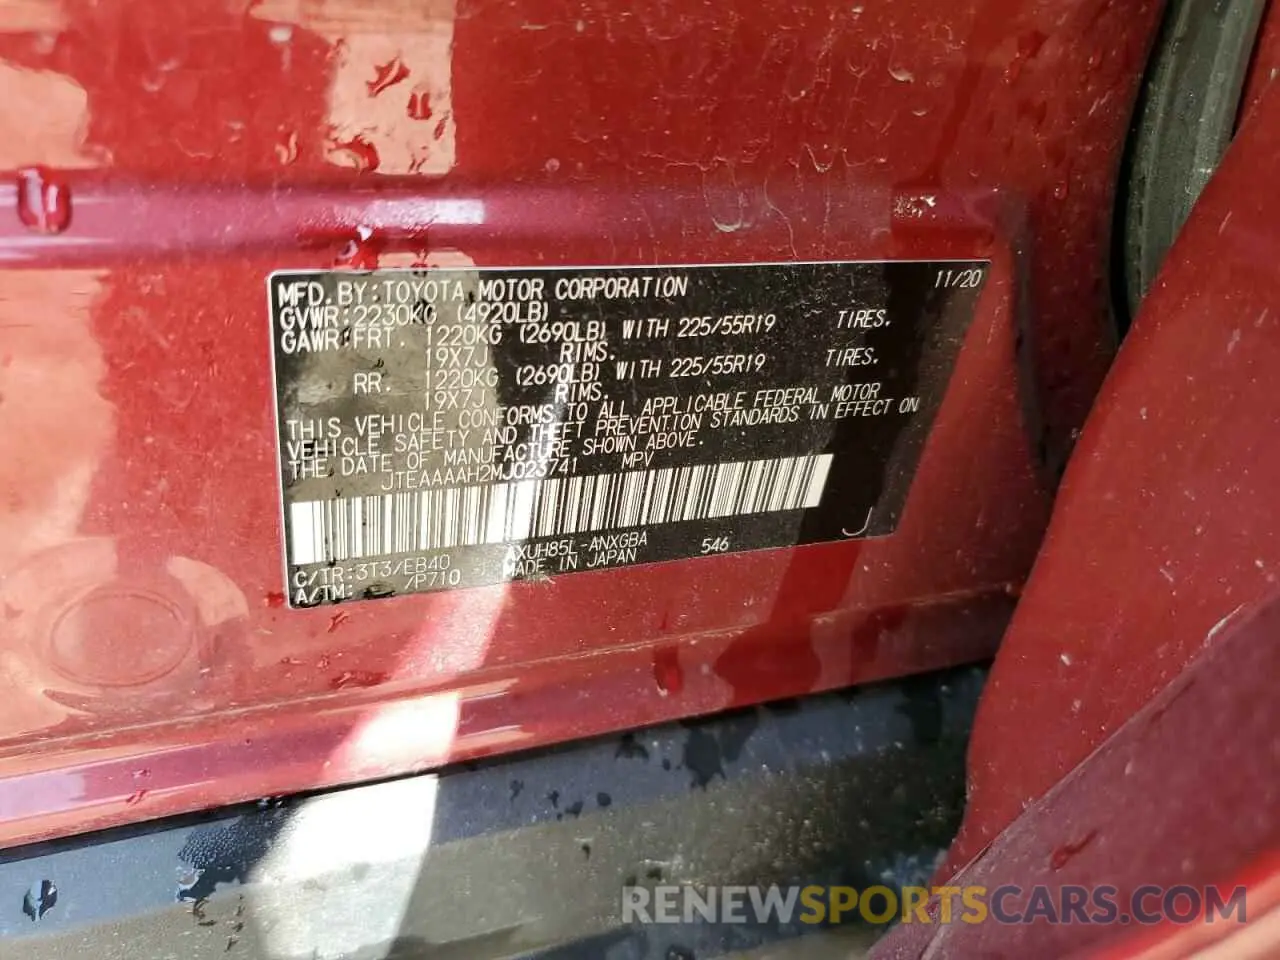 MFD. BY: TOYOTA MOTOR CORPORATION 11/20
GVWR: 2230KG (4920LB)
GAWR: FRT. 1220KG (2690LB) WITH 225/55R19 TIRES,
19X7J RIMS.
RR. 1220KG (2690LB) WITH 225/55R19 TIRES,
19X7J RIMS.
THIS VEHICLE CONFORMS TO ALL APPLICABLE FEDERAL MOTOR
VEHICLE SAFETY AND THEFT PREVENTION STANDARDS IN EFFECT ON
THE DATE OF MANUFACTURE SHOWN ABOVE.
JTEAAAAH2MJ023741 MPV
C/TR: 3T3/EB40 AXUH85L-ANXGBA 546 J
A/TM: /P710 MADE IN JAPAN
RENEWSPORTSCARS.COM